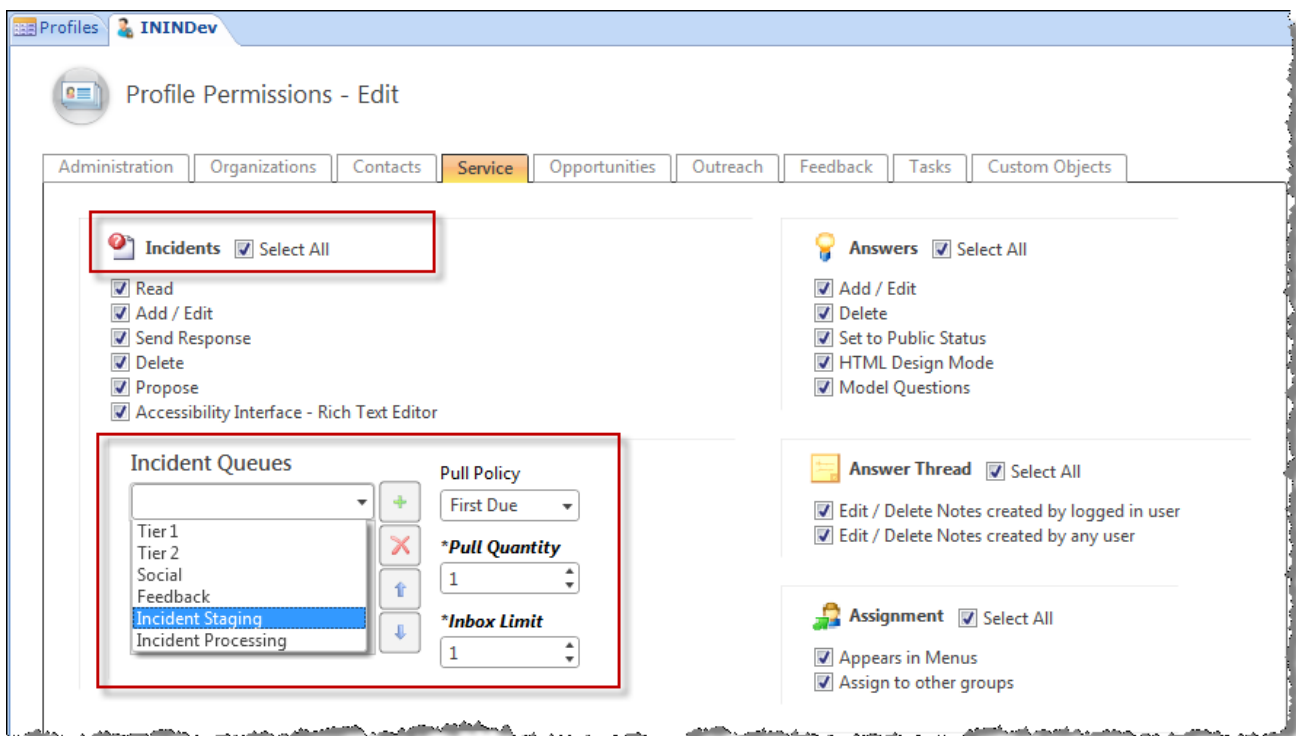 Profiles
ININDev
Profile Permissions - Edit
Administration
Organizations
Contacts
Service
Opportunities
Outreach
Feedback
Tasks
Custom Objects
Incidents Select All
Read
Add / Edit
Send Response
Delete
Propose
Accessibility Interface - Rich Text Editor
Incident Queues
Tier 1
Tier 2
Social
Feedback
Incident Staging
Incident Processing
Pull Policy
First Due
*Pull Quantity
1
*Inbox Limit
1
Answers Select All
Add / Edit
Delete
Set to Public Status
HTML Design Mode
Model Questions
Answer Thread Select All
Edit / Delete Notes created by logged in user
Edit / Delete Notes created by any user
Assignment Select All
Appears in Menus
Assign to other groups